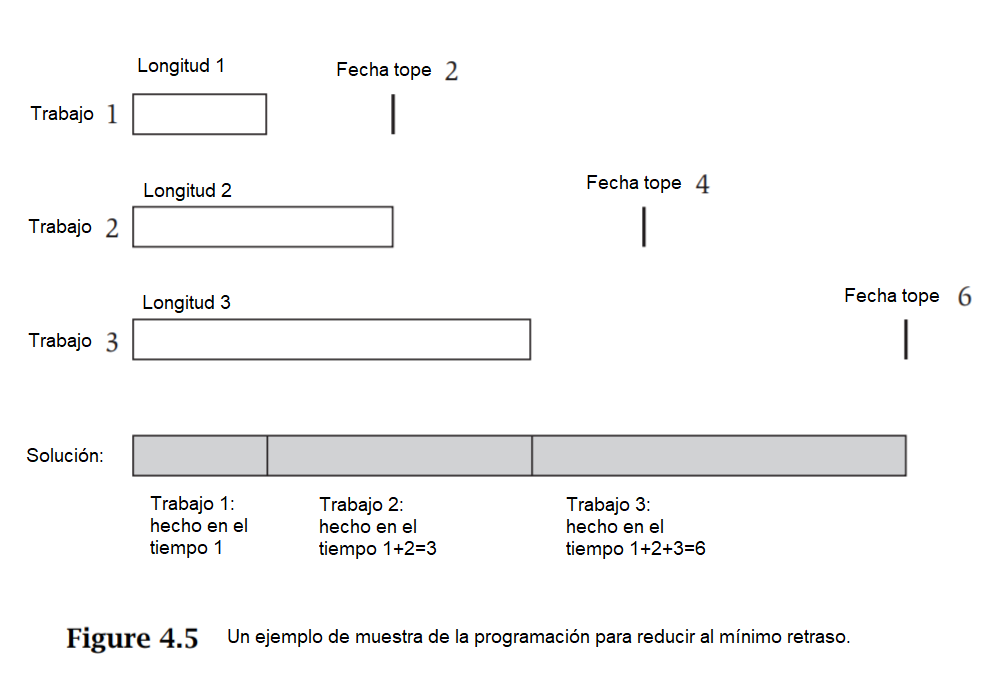 Longitud 1
Fecha tope 2
Trabajo 1
Longitud 2
Fecha tope 4
Trabajo 2
Longitud 3
Fecha tope 6
Trabajo 3
Solución:
Trabajo 1:
hecho en el
tiempo 1
Trabajo 2:
hecho en el
tiempo 1+2=3
Trabajo 3:
hecho en el
tiempo 1+2+3=6
Figure 4.5 Un ejemplo de muestra de la programación para reducir al mínimo retraso.